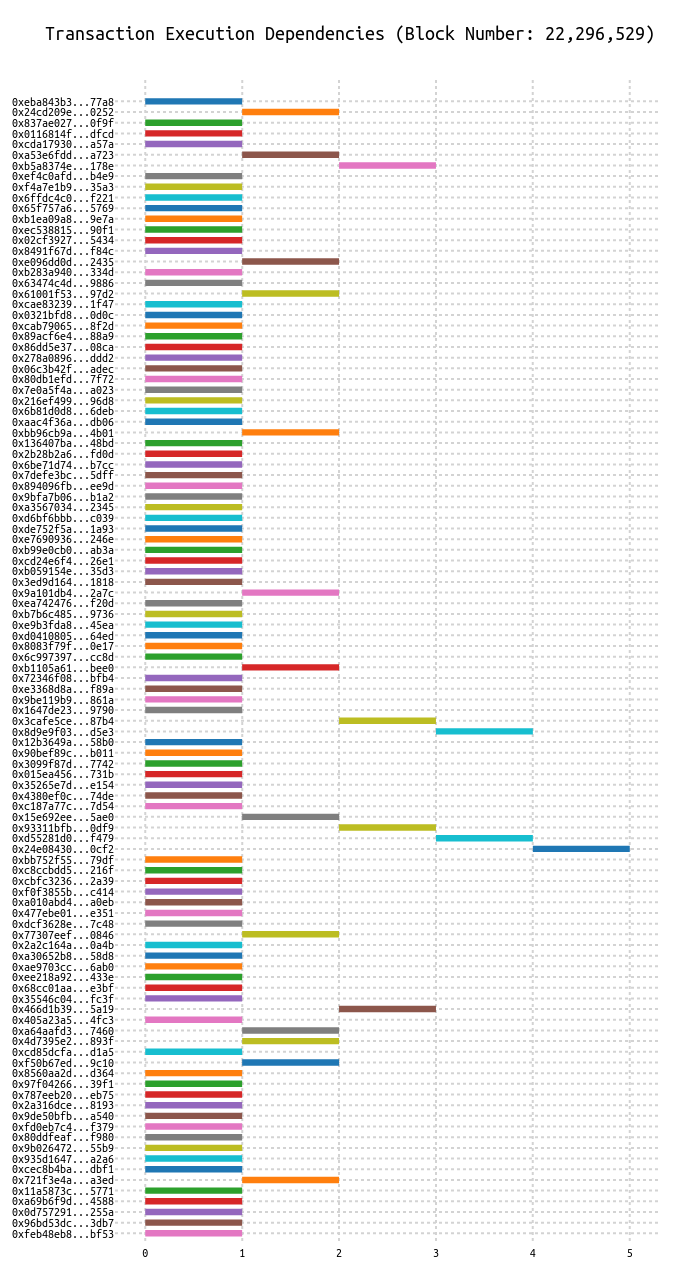 Transaction Execution Dependencies (Block Number: 22,296,529)
0xeba843b3...77a8
0x24cd209e...0252
0x837ae027...0f9f
0x0116814f...dfcd
0xcda17930...a57a
0xa53e6fdd...a723
0xb5a8374e...178e
0xef4c0afd...b4e9
0xf4a7e1b9...35a3
0x6ffdc4c0...f221
0x65f757a6...5769
0xb1ea09a8...9e7a
0xec538815...90f1
0x02cf3927...5434
0x8491f67d...f84c
0xe096dd0d...2435
0xb283a940...334d
0x63474c4d...9886
0x61001f53...97d2
0xcae83239...1f47
0x0321bfd8...0d0c
0xcab79065...8f2d
0x89acf6e4...88a9
0x86dd5e37...08ca
0x278a0896...ddd2
0x06c3b42f...adec
0x80db1efd...7f72
0x7e0a5f4a...a023
0x216ef499...96d8
0x6b81d0d8...6deb
0xaac4f36a...db06
0xbb96cb9a...4b01
0x136407ba...48bd
0x2b28b2a6...fd0d
0x6be71d74...b7cc
0x7defe3bc...5dff
0x894096fb...ee9d
0x9bfa7b06...b1a2
0xa3567034...2345
0xd6bf6bbb...c039
0xde752f5a...1a93
0xe7690936...246e
0xb99e0cb0...ab3a
0xcd24e6f4...26e1
0xb059154e...35d3
0x3ed9d164...1818
0x9a101db4...2a7c
0xea742476...f20d
0xb7b6c485...9736
0xe9b3fda8...45ea
0xd0410805...64ed
0x8083f79f...0e17
0x6c997397...cc8d
0xb1105a61...bee0
0x72346f08...bfb4
0xe3368d8a...f89a
0x9be119b9...861a
0x1647de23...9790
0x3cafe5ce...87b4
0x8d9e9f03...d5e3
0x12b3649a...58b0
0x90bef89c...b011
0x3099f87d...7742
0x015ea456...731b
0x35265e7d...e154
0x4380ef0c...74de
0xc187a77c...7d54
0x15e692ee...5ae0
0x93311bfb...0df9
0xd55281d0...f479
0x24e08430...0cf2
0xbb752f55...79df
0xc8ccbdd5...216f
0xcbfc3236...2a39
0xf0f3855b...c414
0xa010abd4...a0eb
0x477ebe01...e351
0xdcf3628e...7c48
0x77307eef...0846
0x2a2c164a...0a4b
0xa30652b8...58d8
0xae9703cc...6ab0
0xee218a92...433e
0x68cc01aa...e3bf
0x35546c04...fc3f
0x466d1b39...5a19
0x405a23a5...4fc3
0xa64aafd3...7460
0x4d7395e2...893f
0xcd85dcfa...d1a5
0xf50b67ed...9c10
0x8560aa2d...d364
0x97f04266...39f1
0x787eeb20...eb75
0x2a316dce...8193
0x9de50bfb...a540
0xfd0eb7c4...f379
0x80ddfeaf...f980
0x9b026472...55b9
0x935d1647...a2a6
0xcec8b4ba...dbf1
0x721f3e4a...a3ed
0x11a5873c...5771
0xa69b6f9d...4588
0x0d757291...255a
0x96bd53dc...3db7
0xfeb48eb8...bf53
0 1 2 3 4 5